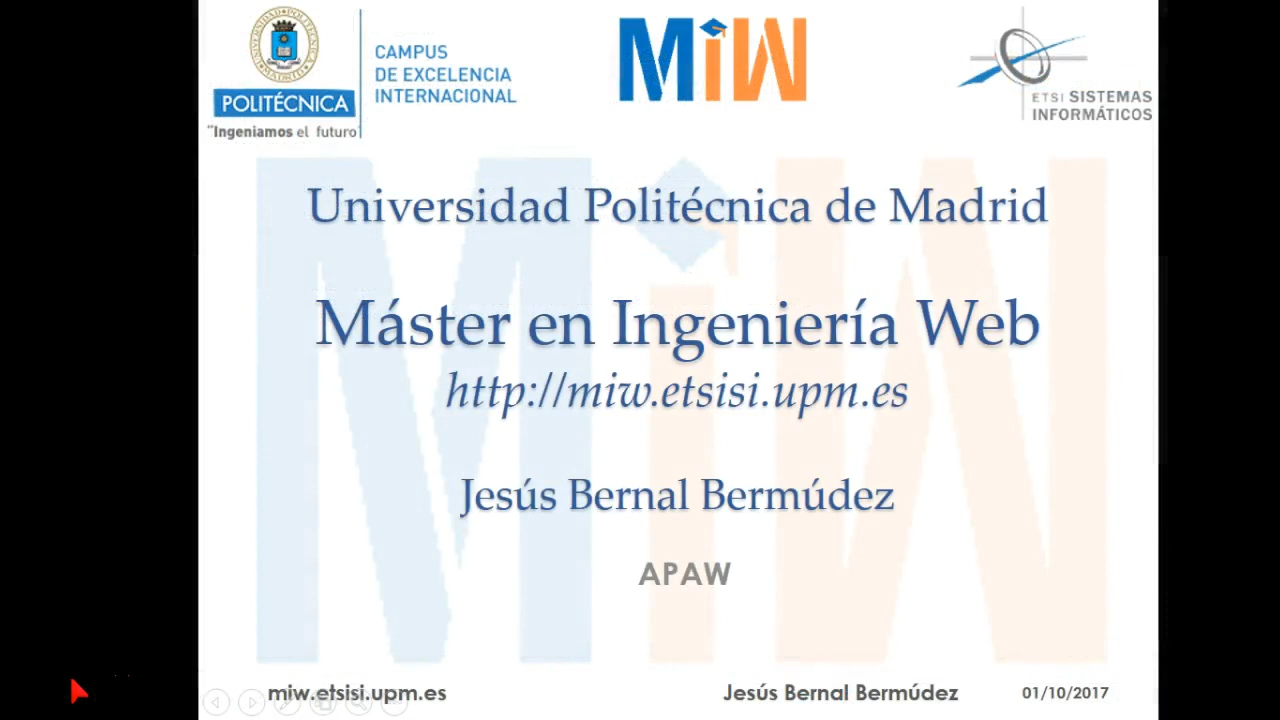 POLITÉCNICA
"Ingeniamos el futuro"
CAMPUS
DE EXCELENCIA
INTERNACIONAL
MiW
ETSI SISTEMAS
INFORMÁTICOS
Universidad Politécnica de Madrid
Máster en Ingeniería Web
http://miw.etsisi.upm.es
Jesús Bernal Bermúdez
APAW
miw.etsisi.upm.es
Jesús Bernal Bermúdez
01/10/2017